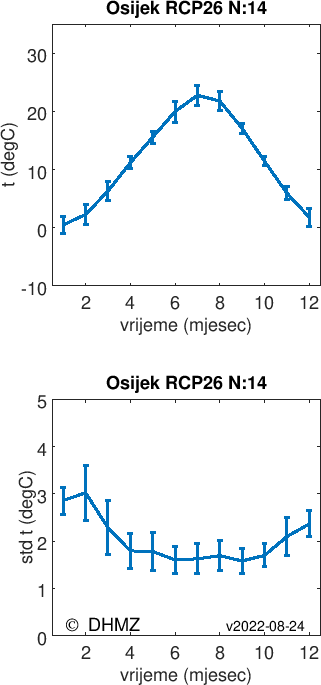 Osijek RCP26 N:14
30
20
10
0
-10
t (degC)
2 4 6 8 10 12
vrijeme (mjesec)
Osijek RCP26 N:14
5
4
3
2
1
0
std t (degC)
© DHMZ v2022-08-24
2 4 6 8 10 12
vrijeme (mjesec)